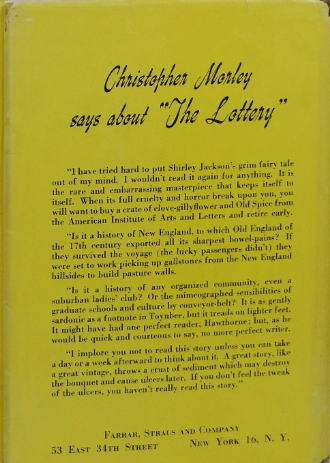 Christopher Morley
says about "The Lottery"
"I have tried hard to put Shirley Jackson's grim fairy tale
out of my mind. I wouldn't read it again for anything. It is
the rare and embarrassing masterpiece that keeps itself to
itself. When its full cruelty and horror break upon you, you
will want to buy a crate of clove-gillyflower and Old Spice from
the American Institute of Arts and Letters and retire early.
"Is it a history of New England, to which Old England of
the 17th century exported all its sharpest bowel-pains? If
they survived the voyage (the lucky passengers didn't) they
were set to work picking up gallstones from the New England
hillsides to build pasture walls.
"Is it a history of any organized community, even a
suburban ladies' club? Or the mimeographed sensibilities of
graduate schools and culture by conveyor-belt? It is as gently
sardonic as a footnote in Toynbee, but it treads on lighter feet.
It might have had one perfect reader, Hawthorne; but, as he
would be quick and courteous to say, no more perfect writer.
"I implore you not to read this story unless you can take
a day or a week afterward to think about it. A great story, like
a great vintage, throws a crust of sediment which may destroy
the bouquet and cause ulcers later. If you don't feel the tweak
of the ulcers, you haven't really read this story."
Farrar, Straus and Company
53 East 34th Street New York 16, N. Y.